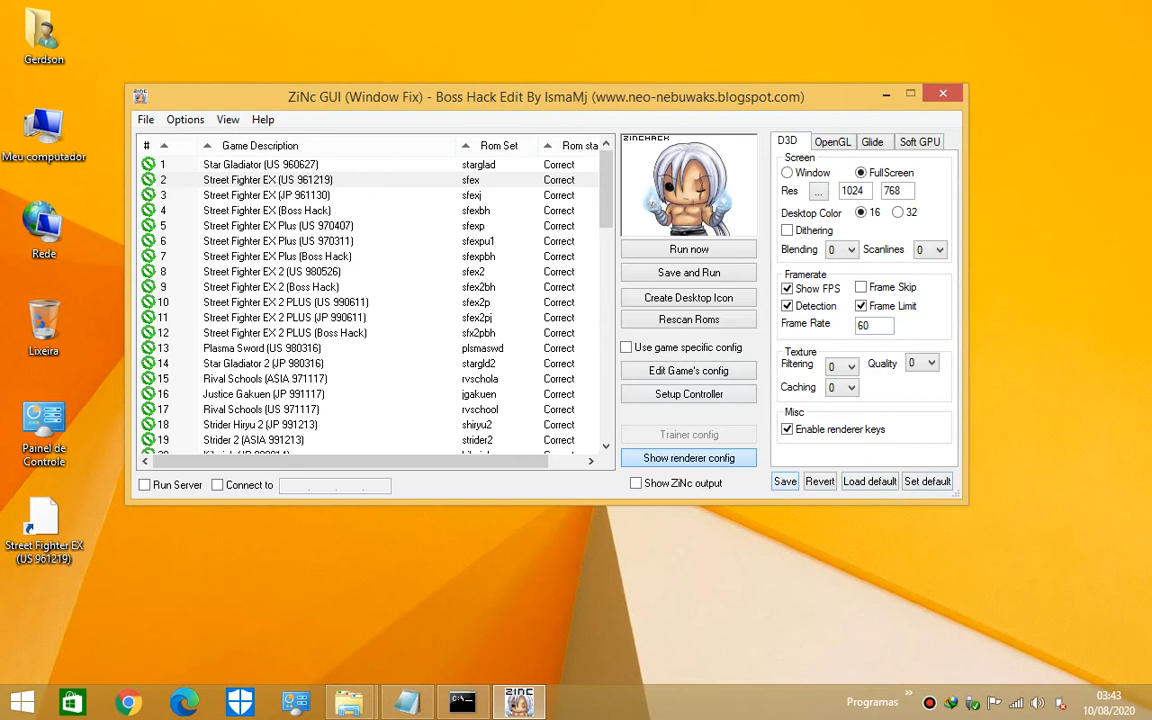 Gerdson
Meu computador
Rede
Lixeira
Painel de
Controle
Street Fighter EX
(US 961219)
ZiNc GUI (Window Fix) - Boss Hack Edit By IsmaMj (www.neo-nebuwaks.blogspot.com)
File Options View Help
# Game Description Rom Set Rom sta
1 Star Gladiator (US 960627) starglad Correct
2 Street Fighter EX (US 961219) sfex Correct
3 Street Fighter EX (JP 961130) sfexj Correct
4 Street Fighter EX (Boss Hack) sfexbh Correct
5 Street Fighter EX Plus (US 970407) sfexp Correct
6 Street Fighter EX Plus (US 970311) sfexpu1 Correct
7 Street Fighter EX Plus (Boss Hack) sfexpbh Correct
8 Street Fighter EX 2 (US 980526) sfex2 Correct
9 Street Fighter EX 2 (Boss Hack) sfex2bh Correct
10 Street Fighter EX 2 PLUS (US 990611) sfex2p Correct
11 Street Fighter EX 2 PLUS (JP 990611) sfex2pj Correct
12 Street Fighter EX 2 PLUS (Boss Hack) sfx2pbh Correct
13 Plasma Sword (US 980316) plsmaswd Correct
14 Star Gladiator 2 (JP 980316) stargld2 Correct
15 Rival Schools (ASIA 971117) rvschola Correct
16 Justice Gakuen (JP 991117) jgakuen Correct
17 Rival Schools (US 971117) rvschool Correct
18 Strider Hiryu 2 (JP 991213) shiryu2 Correct
19 Strider 2 (ASIA 991213) strider2 Correct
Run Server Connect to
ZINCHACK
Run now
Save and Run
Create Desktop Icon
Rescan Roms
Use game specific config
Edit Game's config
Setup Controller
Trainer config
Show renderer config
Show ZiNc output
D3D OpenGL Glide Soft GPU
Screen
Window FullScreen
Res ... 1024 768
Desktop Color 16 32
Dithering
Blending 0 Scanlines 0
Framerate
Show FPS Frame Skip
Detection Frame Limit
Frame Rate 60
Texture
Filtering 0 Quality 0
Caching 0
Misc
Enable renderer keys
Save Revert Load default Set default
Programas
03:43
10/08/2020